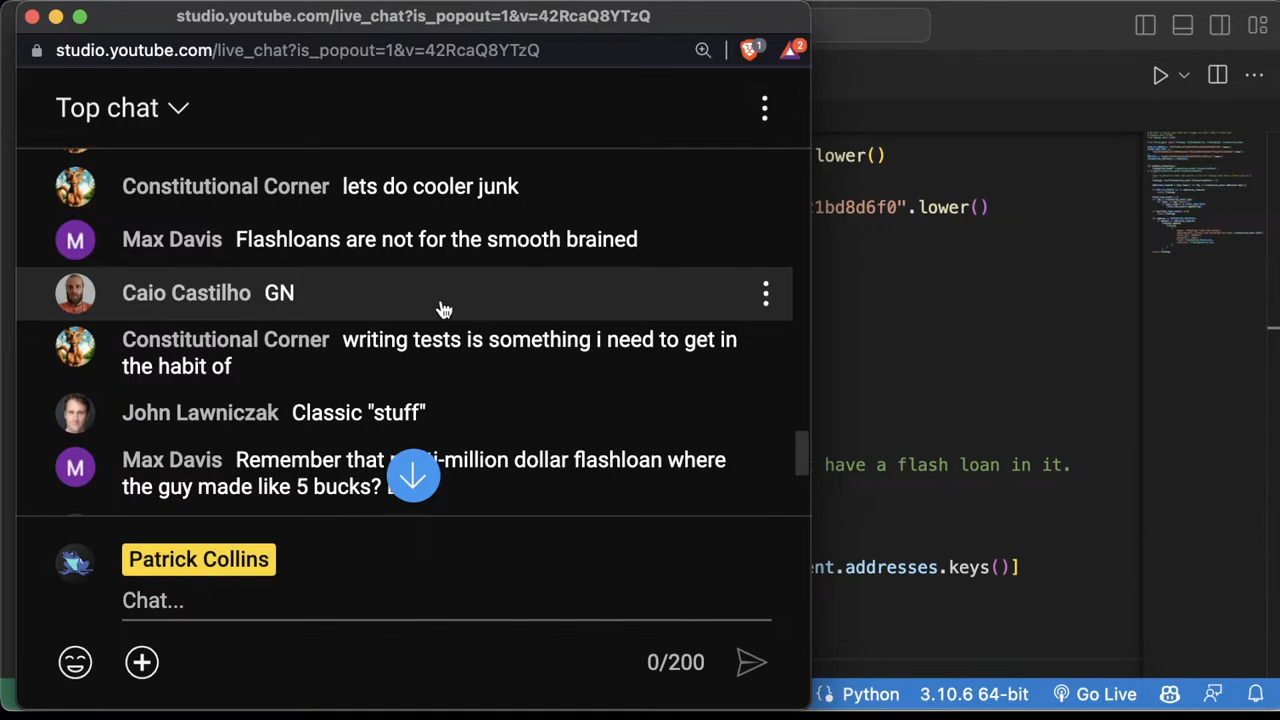 studio.youtube.com/live_chat?is_popout=1&v=42RcaQ8YTzQ
studio.youtube.com/live_chat?is_popout=1&v=42RcaQ8YTzQ
1
2
Top chat
Constitutional Corner lets do cooler junk
Max Davis Flashloans are not for the smooth brained
Caio Castilho GN
Constitutional Corner writing tests is something i need to get in
the habit of
John Lawniczak Classic "stuff"
Max Davis Remember that million dollar flashloan where
the guy made like 5 bucks?
Patrick Collins
Chat...
0/200
lower()
1bd8d6f0".lower()
have a flash loan in it.
nt.addresses.keys()]
Python 3.10.6 64-bit Go Live